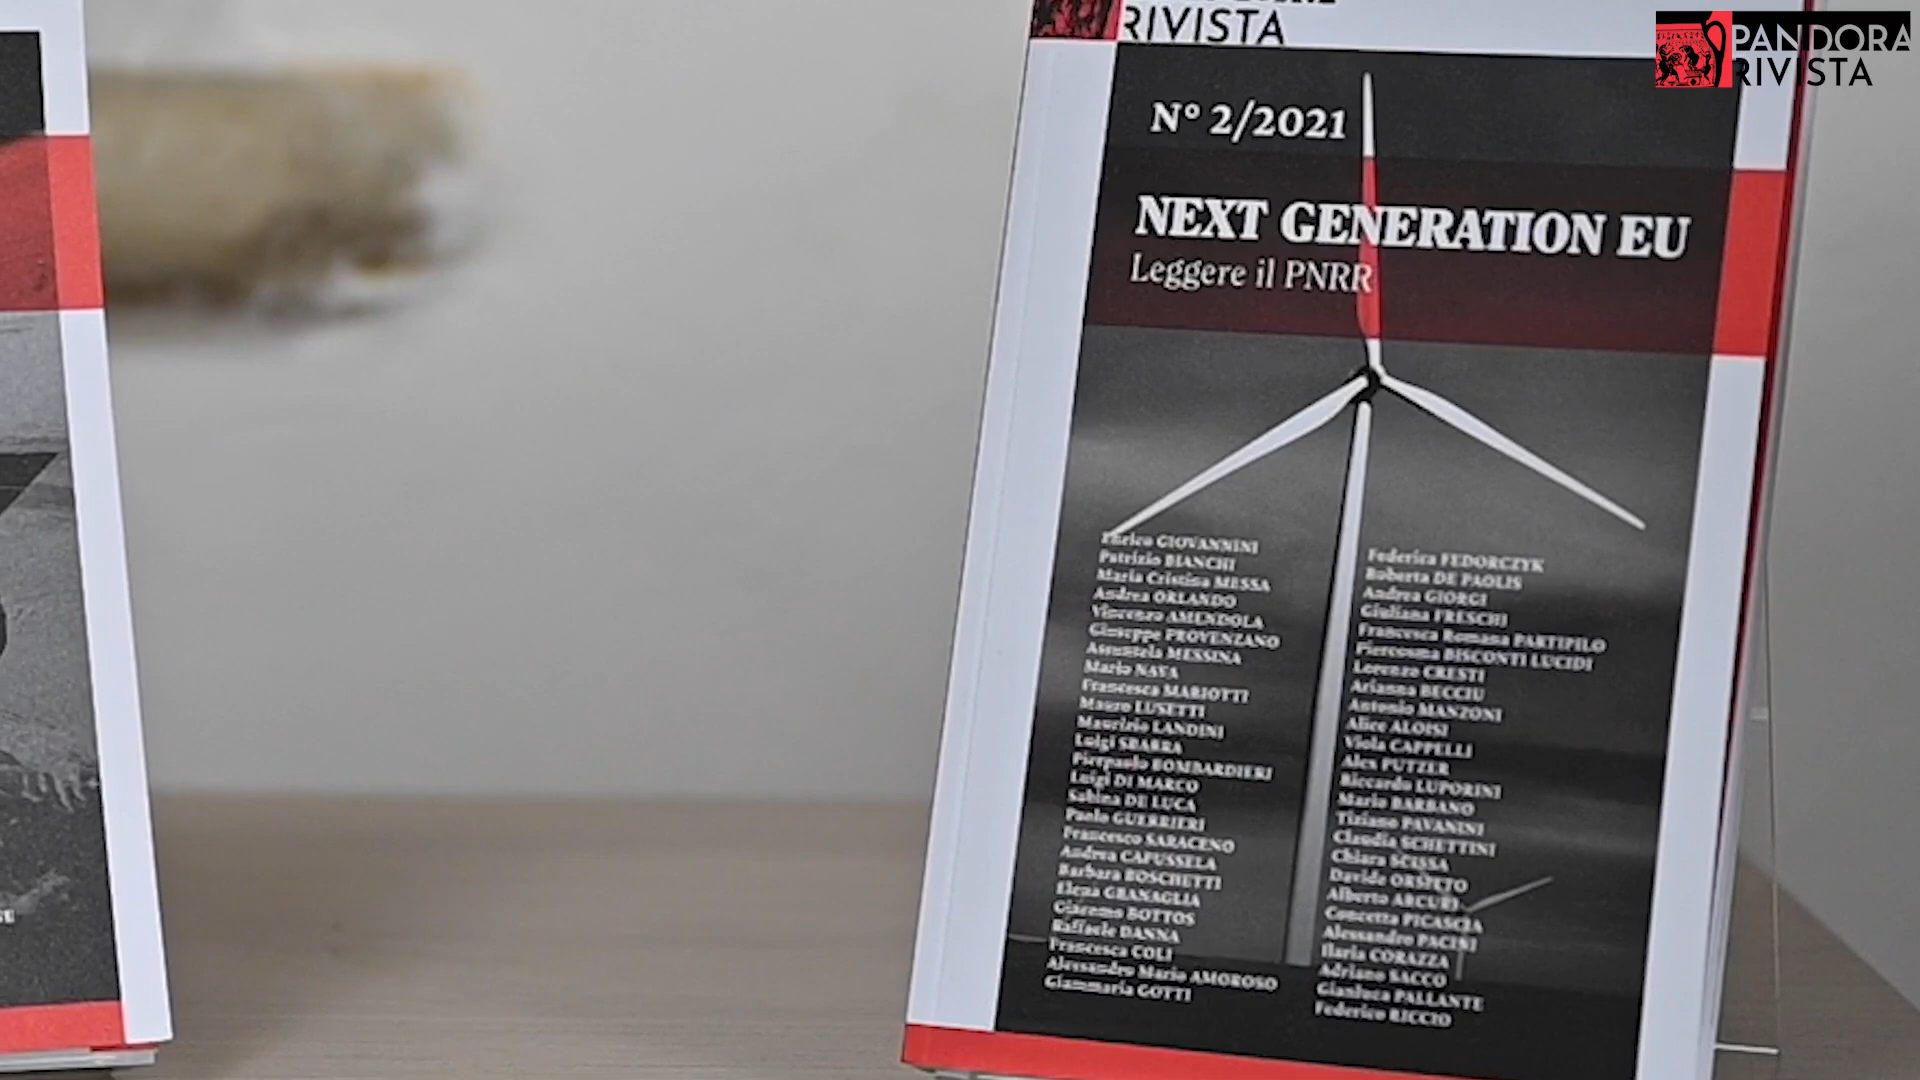 RIVISTA
N° 2/2021
NEXT GENERATION EU
Leggere il PNRR
Enrico GIOVANNINI
Patrizio BIANCHI
Maria Cristina MESSA
Andrea ORLANDO
Vincenzo AMENDOLA
Giuseppe PROVENZANO
Assuntela MESSINA
Mario NAVA
Francesca MARIOTTI
Mauro LUSETTI
Maurizio LANDINI
Luigi SBARRA
Pierpaolo BOMBARDIERI
Luigi DI MARCO
Sabina DE LUCA
Paolo GUERRIERI
Francesco SARACENO
Andrea CAPUSSELA
Barbara BOSCHETTI
Elena GRANAGLIA
Giacomo BOTTOS
Raffaele DANNA
Francesca COLI
Alessandro Mario AMOROSO
Giammaria GOTTI
Federica FEDORCZYK
Roberta DE PAOLIS
Andrea GIORGI
Giuliana FRESCHI
Francesca Romana PARTIPILO
Piercosma BISCONTI LUCIDI
Lorenzo CRESTI
Arianna BECCIU
Antonio MANZONI
Alice ALOISI
Viola CAPPELLI
Alex PUTZER
Riccardo LUPORINI
Mario BARBANO
Tiziano PAVANINI
Claudia SCHETTINI
Chiara SCISSA
Davide ORSITTO
Alberto ARCURI
Concetta PICASCIA
Alessandro PACINI
Ilaria CORAZZA
Adriano SACCO
Gianluca PALLANTE
Federico RICCIO
PANDORA
RIVISTA